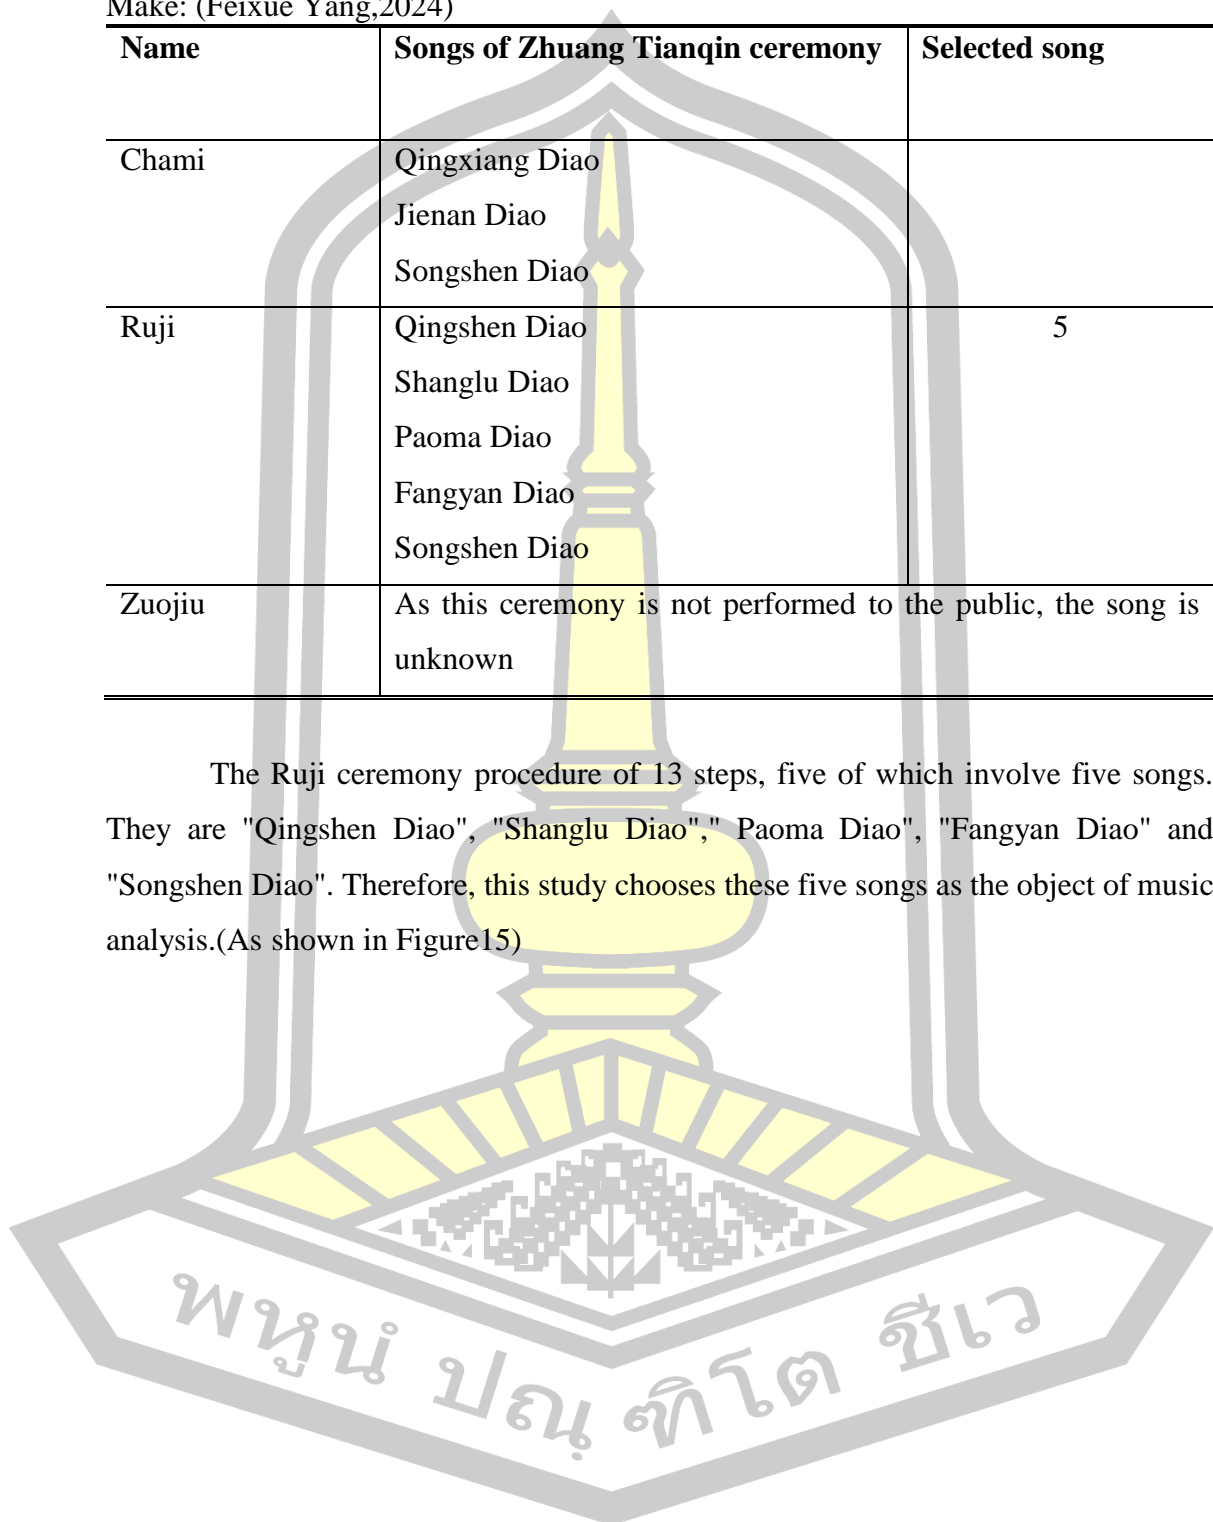 Make: (Feixue Yang,2024)
Name Songs of Zhuang Tianqin ceremony Selected song
Chami Qingxiang Diao
Jienan Diao
Songshen Diao
Ruji Qingshen Diao 5
Shanglu Diao
Paoma Diao
Fangyan Diao
Songshen Diao
Zuojiu As this ceremony is not performed to the public, the song is
unknown
The Ruji ceremony procedure of 13 steps, five of which involve five songs.
They are "Qingshen Diao", "Shanglu Diao"," Paoma Diao", "Fangyan Diao" and
"Songshen Diao". Therefore, this study chooses these five songs as the object of music
analysis.(As shown in Figure15)
พหูนํ ปณฺฑิโต ชีเว